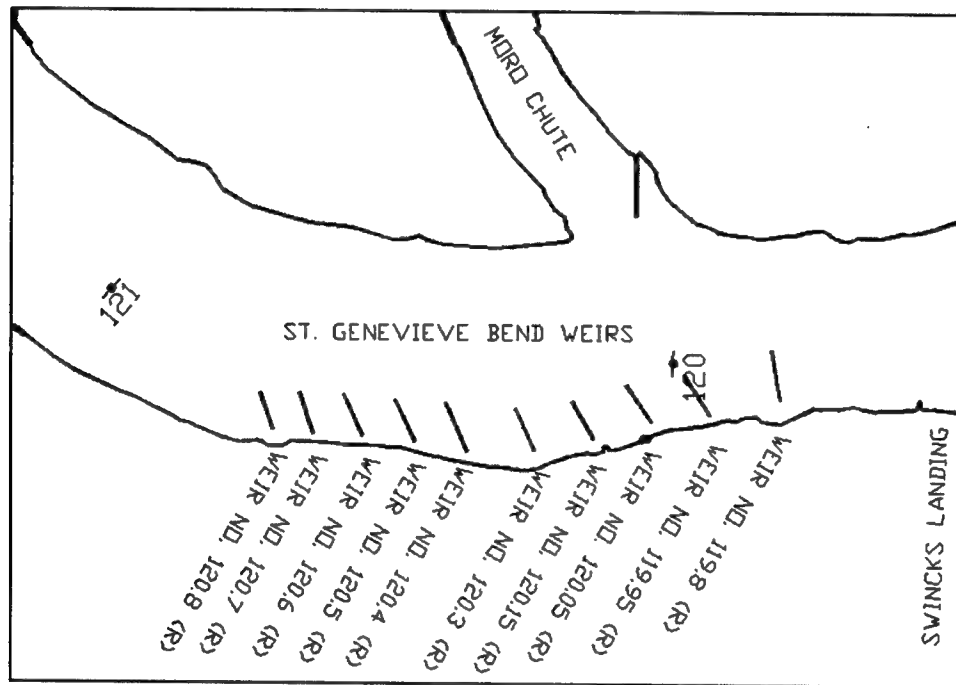 MORO CHUTE
121
ST. GENEVIEVE BEND WEIRS
120
WEIR NO. 120.8 (R)
WEIR NO. 120.7 (R)
WEIR NO. 120.6 (R)
WEIR NO. 120.5 (R)
WEIR NO. 120.4 (R)
WEIR NO. 120.3 (R)
WEIR NO. 120.15 (R)
WEIR NO. 120.05 (R)
WEIR NO. 119.95 (R)
WEIR NO. 119.8 (R)
SWINCKS LANDING